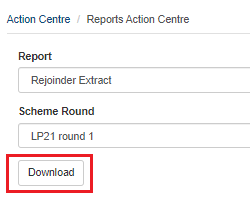 Action Centre / Reports Action Centre
Report
Rejoinder Extract
Scheme Round
LP21 round 1
Download